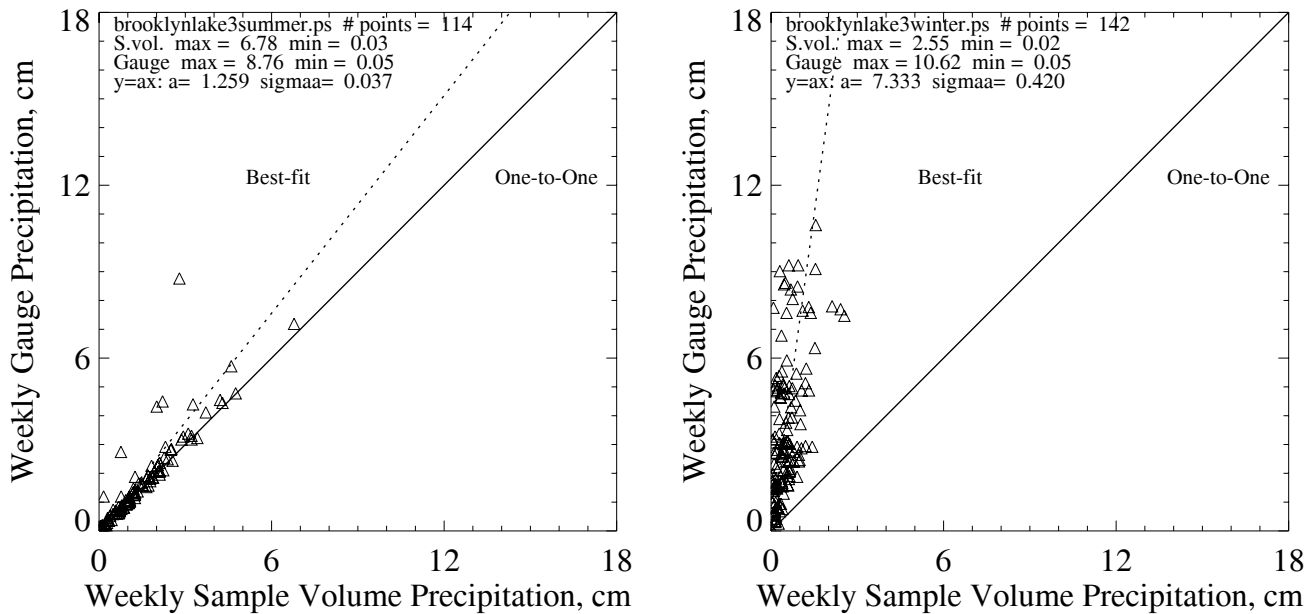 brooklynlake3summer.ps # points = 114
S.vol. max = 6.78 min = 0.03
Gauge max = 8.76 min = 0.05
y=ax: a= 1.259 sigmaa= 0.037
18
12
6
0
Best-fit
One-to-One
0 6 12 18
Weekly Gauge Precipitation, cm
Weekly Sample Volume Precipitation, cm
brooklynlake3winter.ps # points = 142
S.vol. max = 2.55 min = 0.02
Gauge max = 10.62 min = 0.05
y=ax: a= 7.333 sigmaa= 0.420
18
12
6
0
Best-fit
One-to-One
0 6 12 18
Weekly Gauge Precipitation, cm
Weekly Sample Volume Precipitation, cm